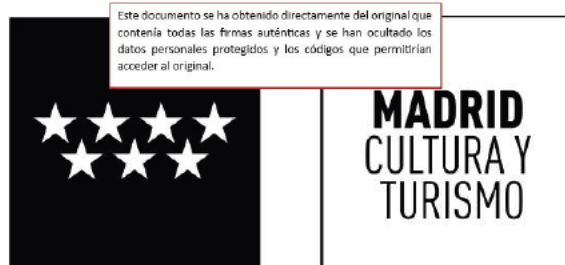 Este documento se ha obtenido directamente del original que
contenía todas las firmas auténticas y se han ocultado los
datos personales protegidos y los códigos que permitirían
acceder al original.
MADRID
CULTURA Y
TURISMO